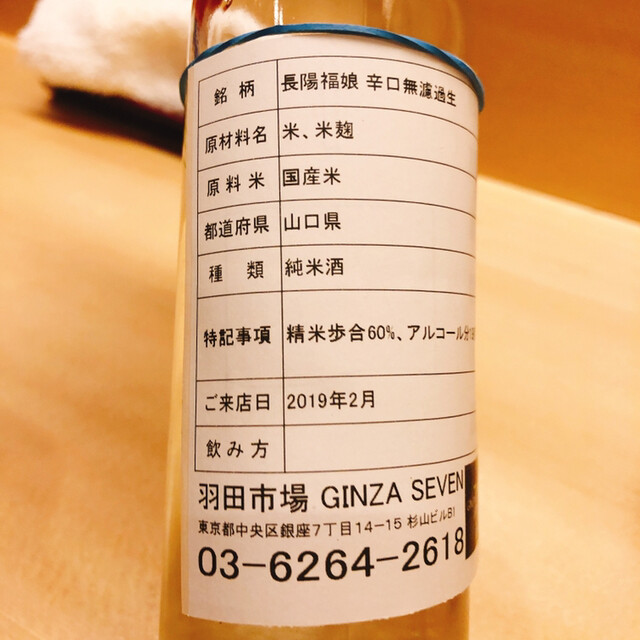 銘柄 長陽福娘 辛口無濾過生
原材料名 米、米麹
原料米 国産米
都道府県 山口県
種類 純米酒
特記事項 精米歩合60%、アルコール分
ご来店日 2019年2月
飲み方
羽田市場 GINZA SEVEN
東京都中央区銀座7丁目14-15 杉山ビルB1
03-6264-2618